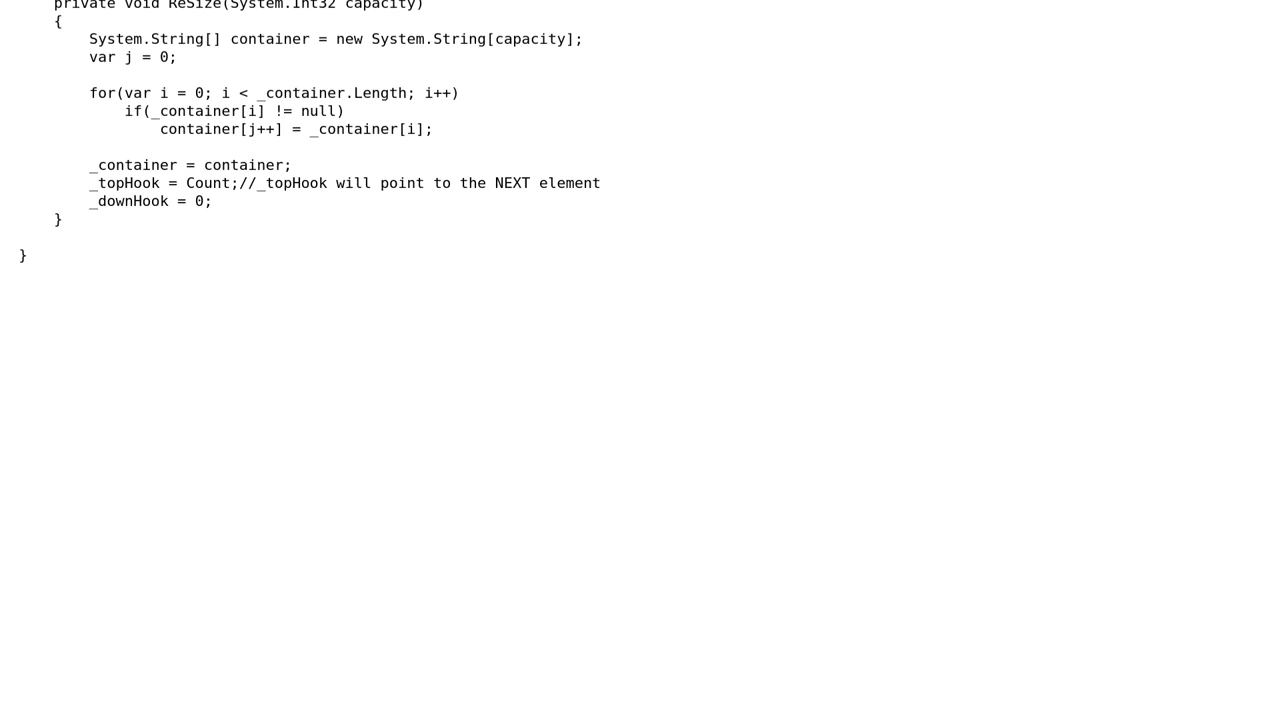 private void ReSize(System.Int32 capacity)
    {
        System.String[] container = new System.String[capacity];
        var j = 0;

        for(var i = 0; i < _container.Length; i++)
            if(_container[i] != null)
                container[j++] = _container[i];

        _container = container;
        _topHook = Count;//_topHook will point to the NEXT element
        _downHook = 0;
    }

}